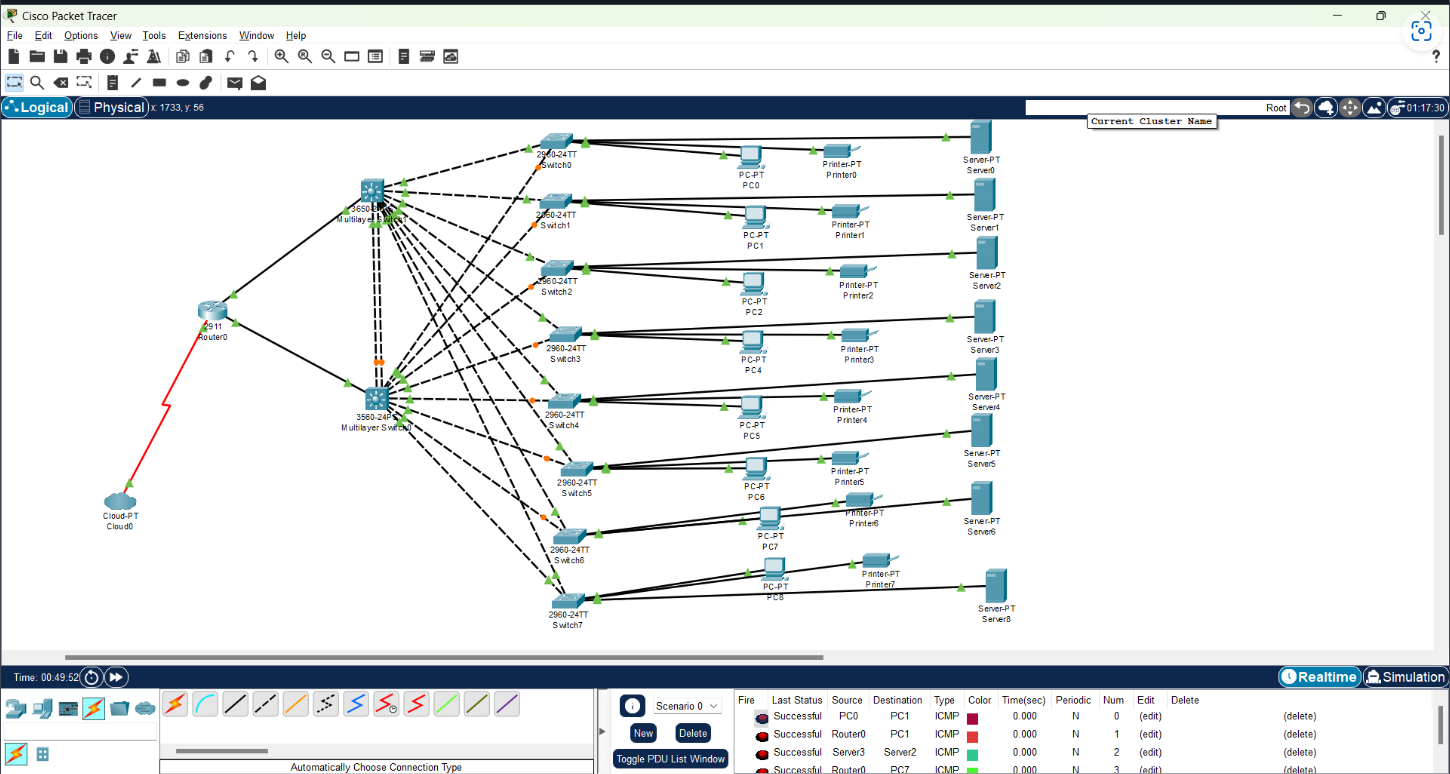 Cisco Packet Tracer
File Edit Options View Tools Extensions Window Help
Logical Physical x: 1733, y: 56 Root 01:17:30
Current Cluster Name
2960-24TT
Switch0
PC-PT
PC0
Printer-PT
Printer0
Server-PT
Server0
Multilayer Switch1
2960-24TT
Switch1
PC-PT
PC1
Printer-PT
Printer1
Server-PT
Server1
2960-24TT
Switch2
PC-PT
PC2
Printer-PT
Printer2
Server-PT
Server2
2911
Router0
2960-24TT
Switch3
PC-PT
PC4
Printer-PT
Printer3
Server-PT
Server3
3560-24PS
Multilayer Switch0
2960-24TT
Switch4
PC-PT
PC5
Printer-PT
Printer4
Server-PT
Server4
2960-24TT
Switch5
PC-PT
PC6
Printer-PT
Printer5
Server-PT
Server5
Cloud-PT
Cloud0
2960-24TT
Switch6
PC-PT
PC7
Printer-PT
Printer6
Server-PT
Server6
2960-24TT
Switch7
PC-PT
PC8
Printer-PT
Printer7
Server-PT
Server8
Time: 00:49:52 Realtime Simulation
Scenario 0
New Delete
Toggle PDU List Window
Automatically Choose Connection Type
Fire Last Status Source Destination Type Color Time(sec) Periodic Num Edit Delete
Successful PC0 PC1 ICMP 0.000 N 0 (edit) (delete)
Successful Router0 PC1 ICMP 0.000 N 1 (edit) (delete)
Successful Server3 Server2 ICMP 0.000 N 2 (edit) (delete)
Successful Router0 PC7 ICMP 0.000 N 3 (edit) (delete)